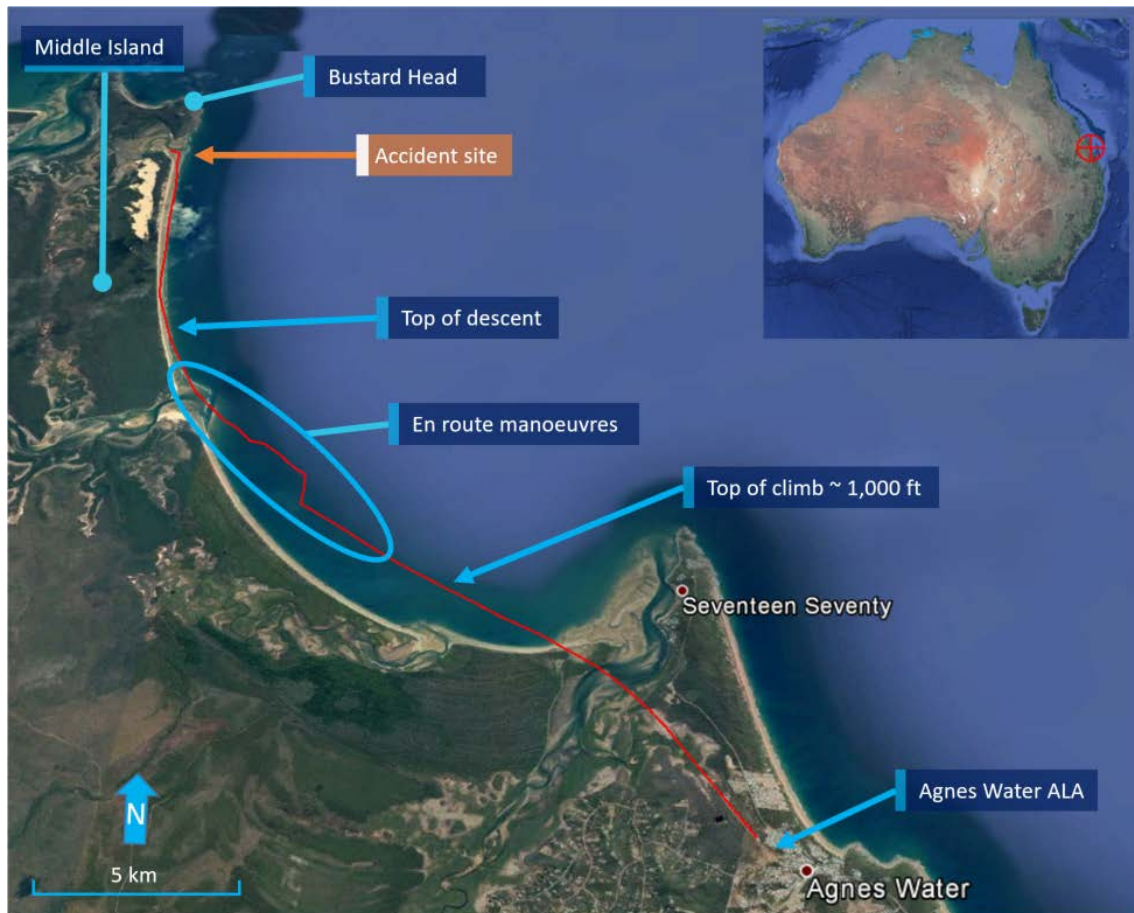 Middle Island
Bustard Head
Accident site
Top of descent
En route manoeuvres
Top of climb ~ 1,000 ft
Seventeen Seventy
Agnes Water ALA
N
5 km
Agnes Water